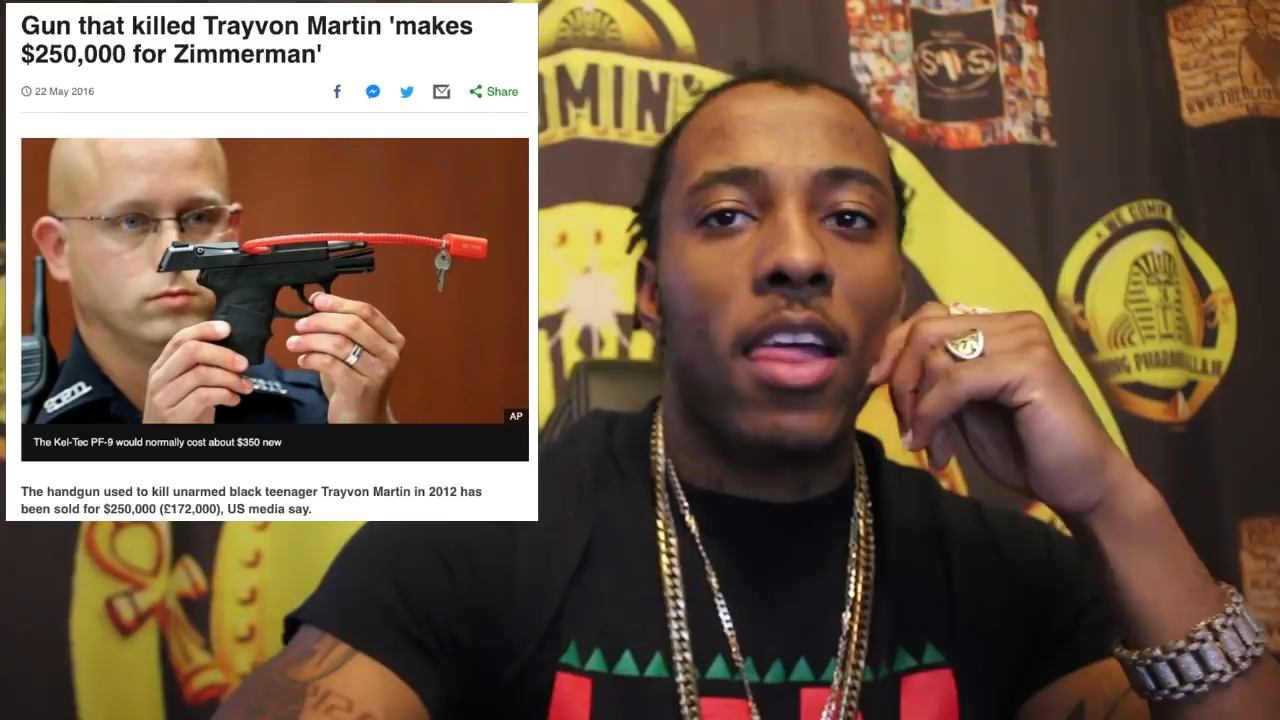 Gun that killed Trayvon Martin 'makes
$250,000 for Zimmerman'
22 May 2016
Share
AP
The Kel-Tec PF-9 would normally cost about $350 new
The handgun used to kill unarmed black teenager Trayvon Martin in 2012 has
been sold for $250,000 (£172,000), US media say.